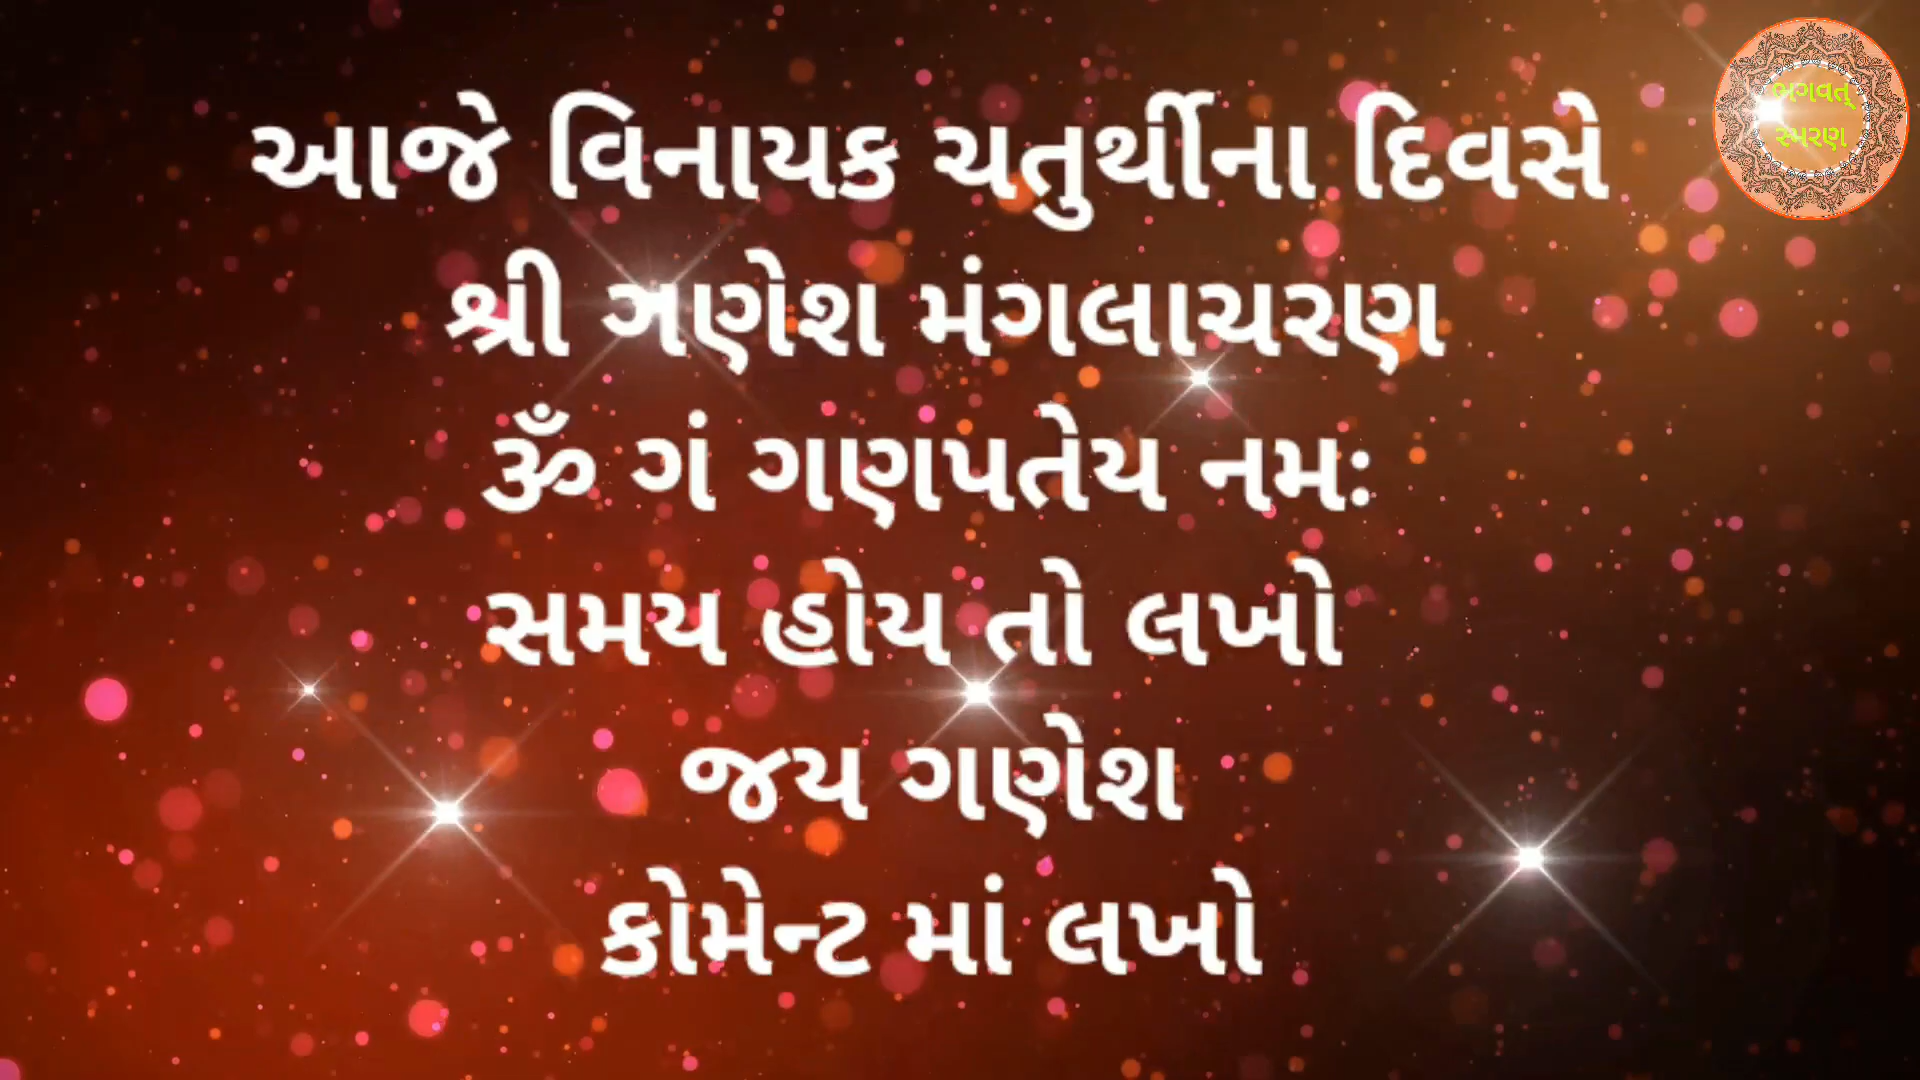 આજે વિનાયક ચતુર્થીના દિવસે
શ્રી ગણેશ મંગલાચરણ
ૐ ગં ગણપતેય નમઃ
સમય હોય તો લખો
જય ગણેશ
કોમેન્ટ માં લખો
ભગવત્
સ્મરણ